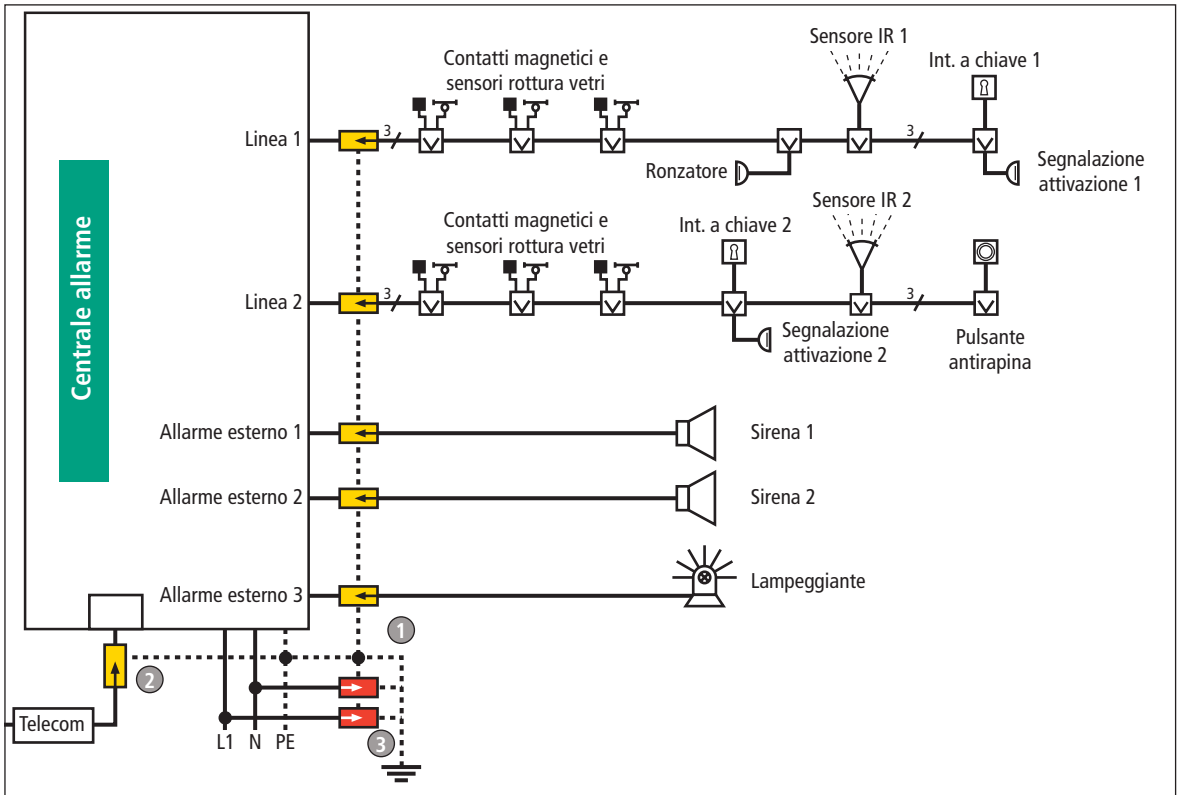 Sensore IR 1
Contatti magnetici e
sensori rottura vetri
Int. a chiave 1
Linea 1
3
3
Ronzatore
Segnalazione
attivazione 1
Centrale allarme
Contatti magnetici e
sensori rottura vetri
Int. a chiave 2
Sensore IR 2
Linea 2
3
3
Segnalazione
attivazione 2
Pulsante
antirapina
Allarme esterno 1
Sirena 1
Allarme esterno 2
Sirena 2
Allarme esterno 3
Lampeggiante
1
2
Telecom
L1 N PE
3